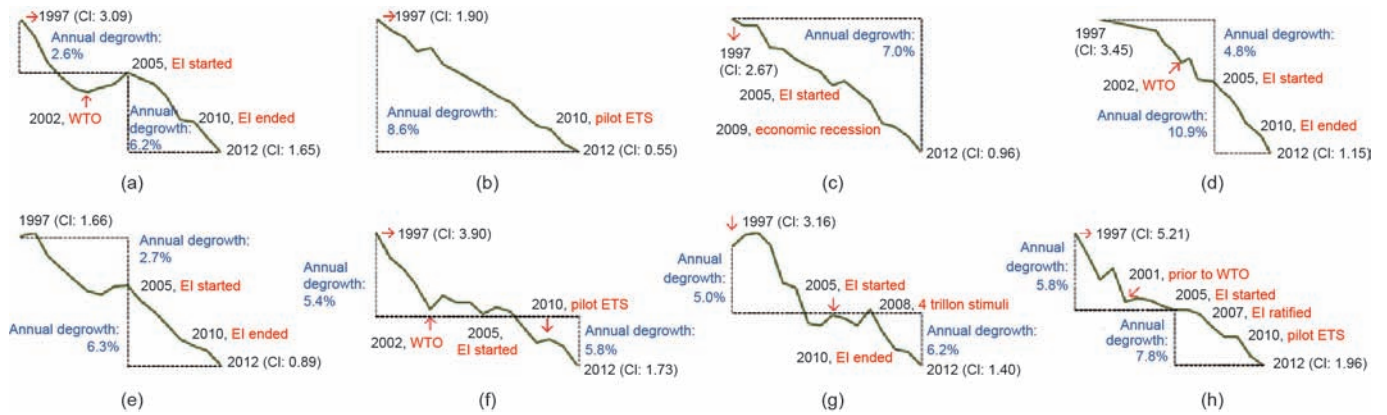 1997 (CI: 3.09)
Annual degrowth:
2.6%
2005, EI started
2002, WTO
Annual
degrowth:
6.2%
2010, EI ended
2012 (CI: 1.65)
(a)
1997 (CI: 1.90)
Annual degrowth:
8.6%
2010, pilot ETS
2012 (CI: 0.55)
(b)
Annual degrowth:
7.0%
1997
(CI: 2.67)
2005, EI started
2009, economic recession
2012 (CI: 0.96)
(c)
1997
(CI: 3.45)
Annual degrowth:
4.8%
2002, WTO
2005, EI started
Annual degrowth:
10.9%
2010, EI ended
2012 (CI: 1.15)
(d)
1997 (CI: 1.66)
Annual degrowth:
2.7%
2005, EI started
Annual degrowth:
6.3%
2010, EI ended
2012 (CI: 0.89)
(e)
1997 (CI: 3.90)
Annual
degrowth:
5.4%
2010, pilot ETS
2002, WTO
2005,
EI started
Annual degrowth:
5.8%
2012 (CI: 1.73)
(f)
1997 (CI: 3.16)
Annual
degrowth:
5.0%
2005, EI started
2008, 4 trillon stimuli
2010, EI ended
Annual degrowth:
6.2%
2012 (CI: 1.40)
(g)
1997 (CI: 5.21)
Annual
degrowth:
5.8%
2001, prior to WTO
2005, EI started
2007, EI ratified
2010, pilot ETS
Annual
degrowth:
7.8%
2012 (CI: 1.96)
(h)